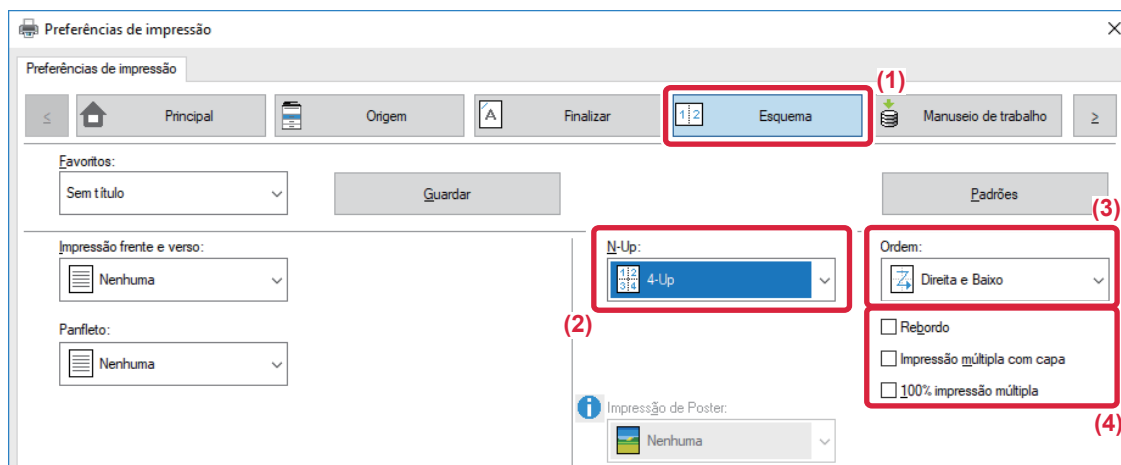 Preferências de impressão
Preferências de impressão
(1)
< Principal Origem Finalizar Esquema Manuseio de trabalho >
Favoritos:
Sem título Guardar Padrões
(3)
Impressão frente e verso: N-Up: Ordem:
Nenhuma 4-Up Direita e Baixo
(2)
Panfleto: Rebordo
Nenhuma Impressão múltipla com capa
100% impressão múltipla
Impressão de Poster:
(4)
Nenhuma